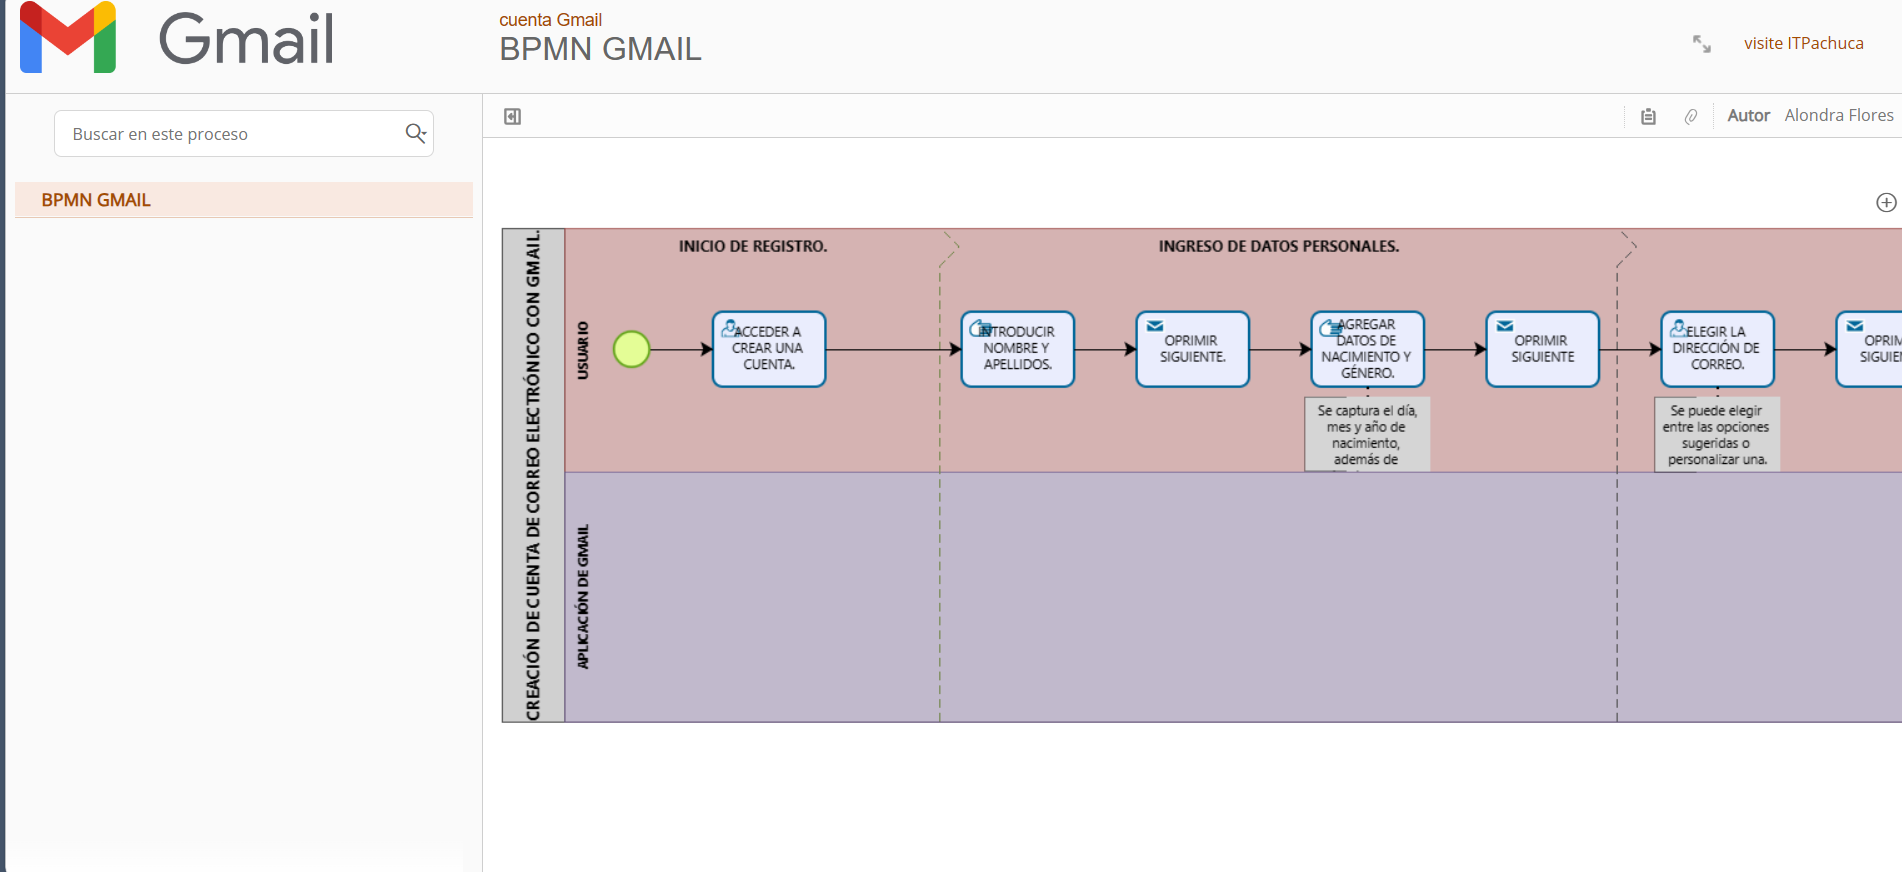 Gmail
cuenta Gmail
BPMN GMAIL
visite ITPachuca
Buscar en este proceso
Autor Alondra Flores
BPMN GMAIL
CREACIÓN DE CUENTA DE CORREO ELECTRÓNICO CON GMAIL.
INICIO DE REGISTRO.
INGRESO DE DATOS PERSONALES.
USUARIO
ACCEDER A
CREAR UNA
CUENTA.
INTRODUCIR
NOMBRE Y
APELLIDOS.
OPRIMIR
SIGUIENTE.
AGREGAR
DATOS DE
NACIMIENTO Y
GÉNERO.
OPRIMIR
SIGUIENTE
ELEGIR LA
DIRECCIÓN DE
CORREO.
Se captura el día,
mes y año de
nacimiento,
además de
Se puede elegir
entre las opciones
sugeridas o
personalizar una.
APLICACIÓN DE GMAIL